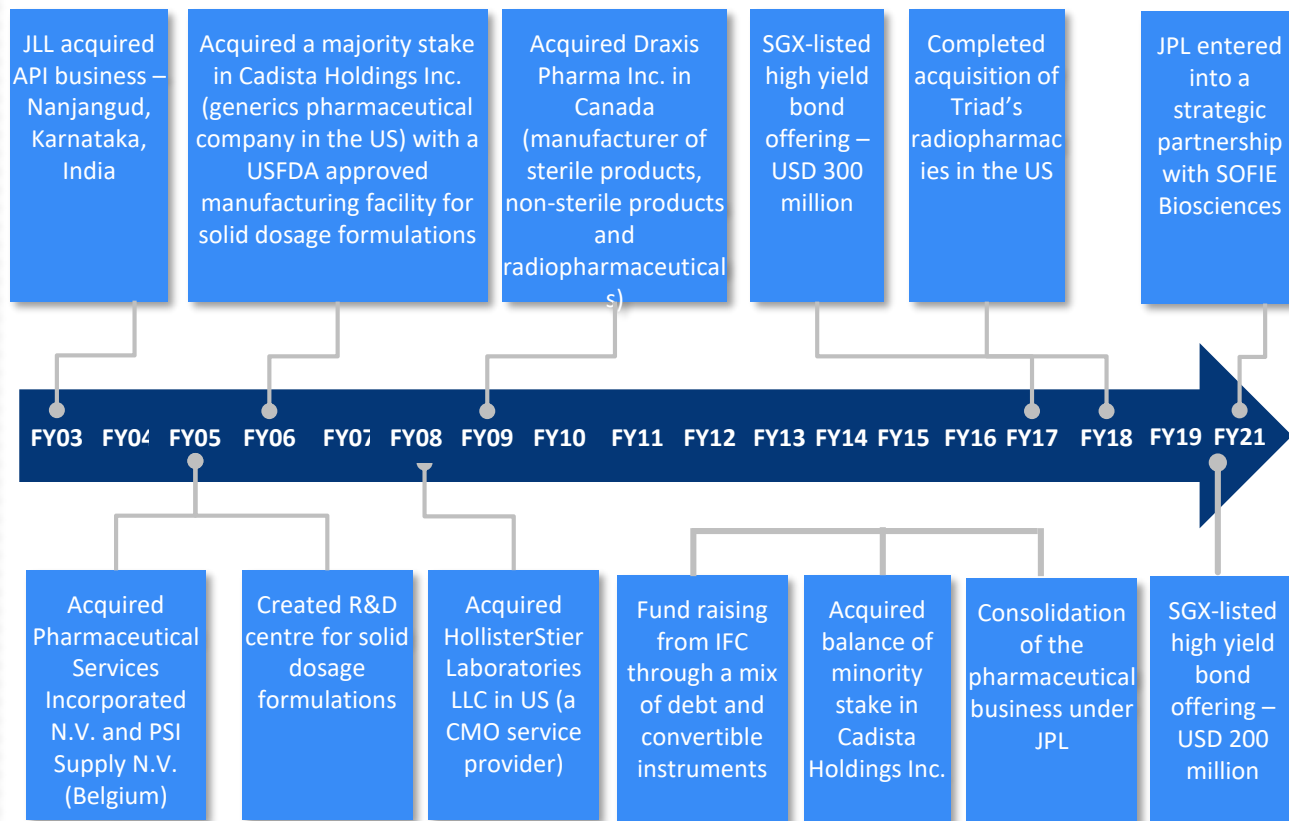 JLL acquired
API business –
Nanjangud,
Karnataka,
India
Acquired a majority stake
in Cadista Holdings Inc.
(generics pharmaceutical
company in the US) with a
USFDA approved
manufacturing facility for
solid dosage formulations
Acquired Draxis
Pharma Inc. in
Canada
(manufacturer of
sterile products,
non-sterile products
and
radiopharmaceutical
s)
SGX-listed
high yield
bond
offering –
USD 300
million
Completed
acquisition of
Triad’s
radiopharmac
ies in the US
JPL entered
into a
strategic
partnership
with SOFIE
Biosciences
FY03 FY04 FY05 FY06 FY07 FY08 FY09 FY10 FY11 FY12 FY13 FY14 FY15 FY16 FY17 FY18 FY19 FY21
Acquired
Pharmaceutical
Services
Incorporated
N.V. and PSI
Supply N.V.
(Belgium)
Created R&D
centre for solid
dosage
formulations
Acquired
HollisterStier
Laboratories
LLC in US (a
CMO service
provider)
Fund raising
from IFC
through a mix
of debt and
convertible
instruments
Acquired
balance of
minority
stake in
Cadista
Holdings Inc.
Consolidation
of the
pharmaceutical
business under
JPL
SGX-listed
high yield
bond
offering –
USD 200
million